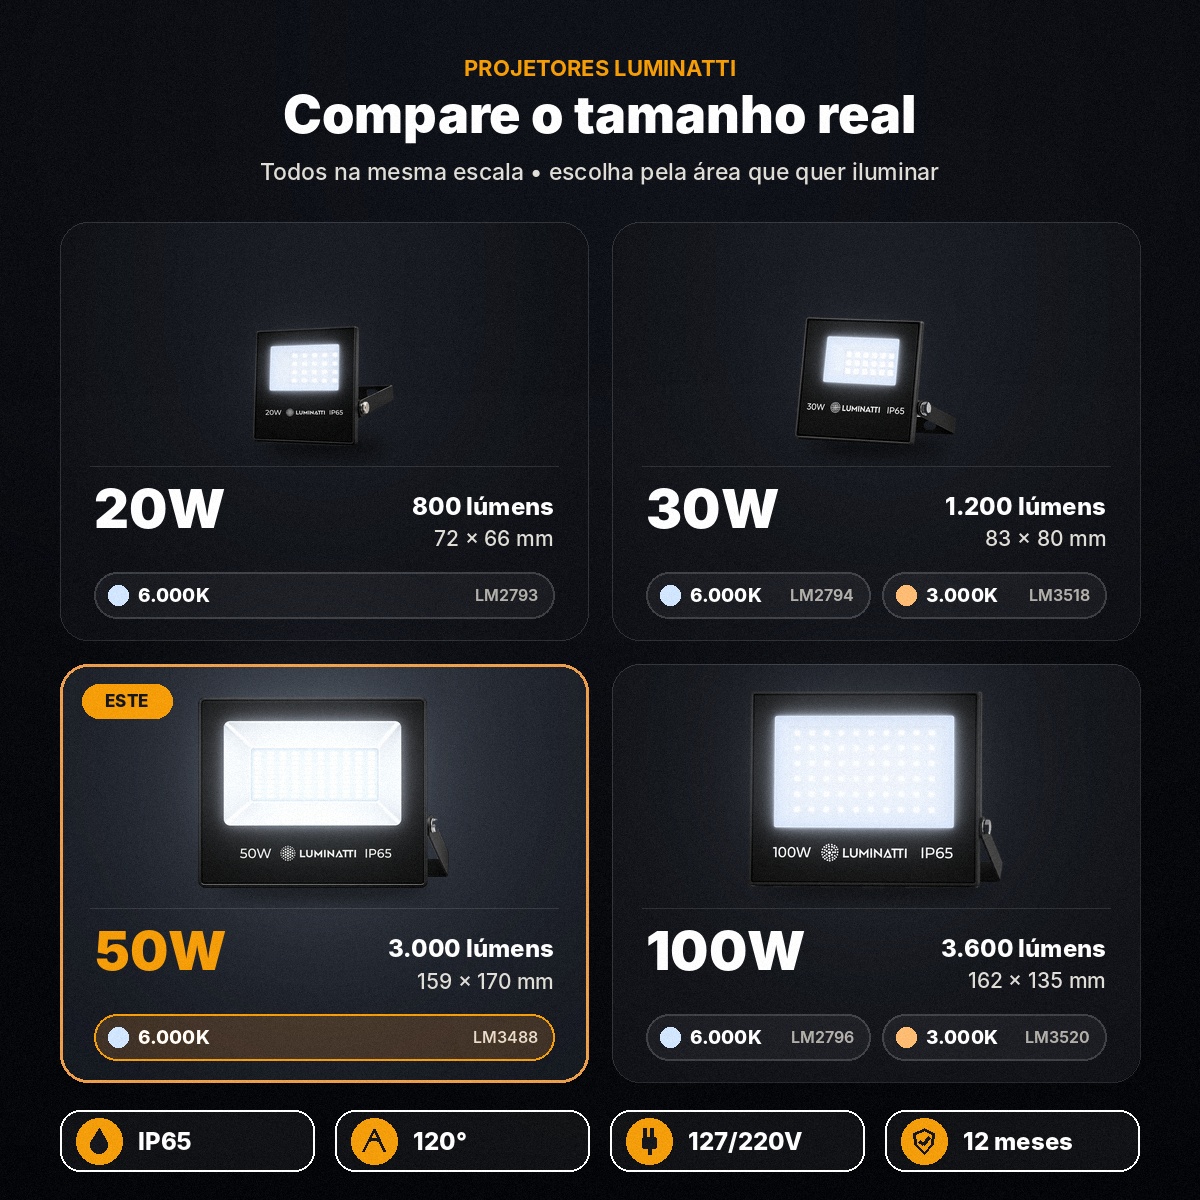 PROJETORES LUMINATTI
Compare o tamanho real
Todos na mesma escala • escolha pela área que quer iluminar
20W LUMINATTI IP65
20W
800 lúmens
72 × 66 mm
6.000K LM2793
30W LUMINATTI IP65
30W
1.200 lúmens
83 × 80 mm
6.000K LM2794
3.000K LM3518
ESTE
50W LUMINATTI IP65
50W
3.000 lúmens
159 × 170 mm
6.000K LM3488
100W LUMINATTI IP65
100W
3.600 lúmens
162 × 135 mm
6.000K LM2796
3.000K LM3520
IP65
120°
127/220V
12 meses